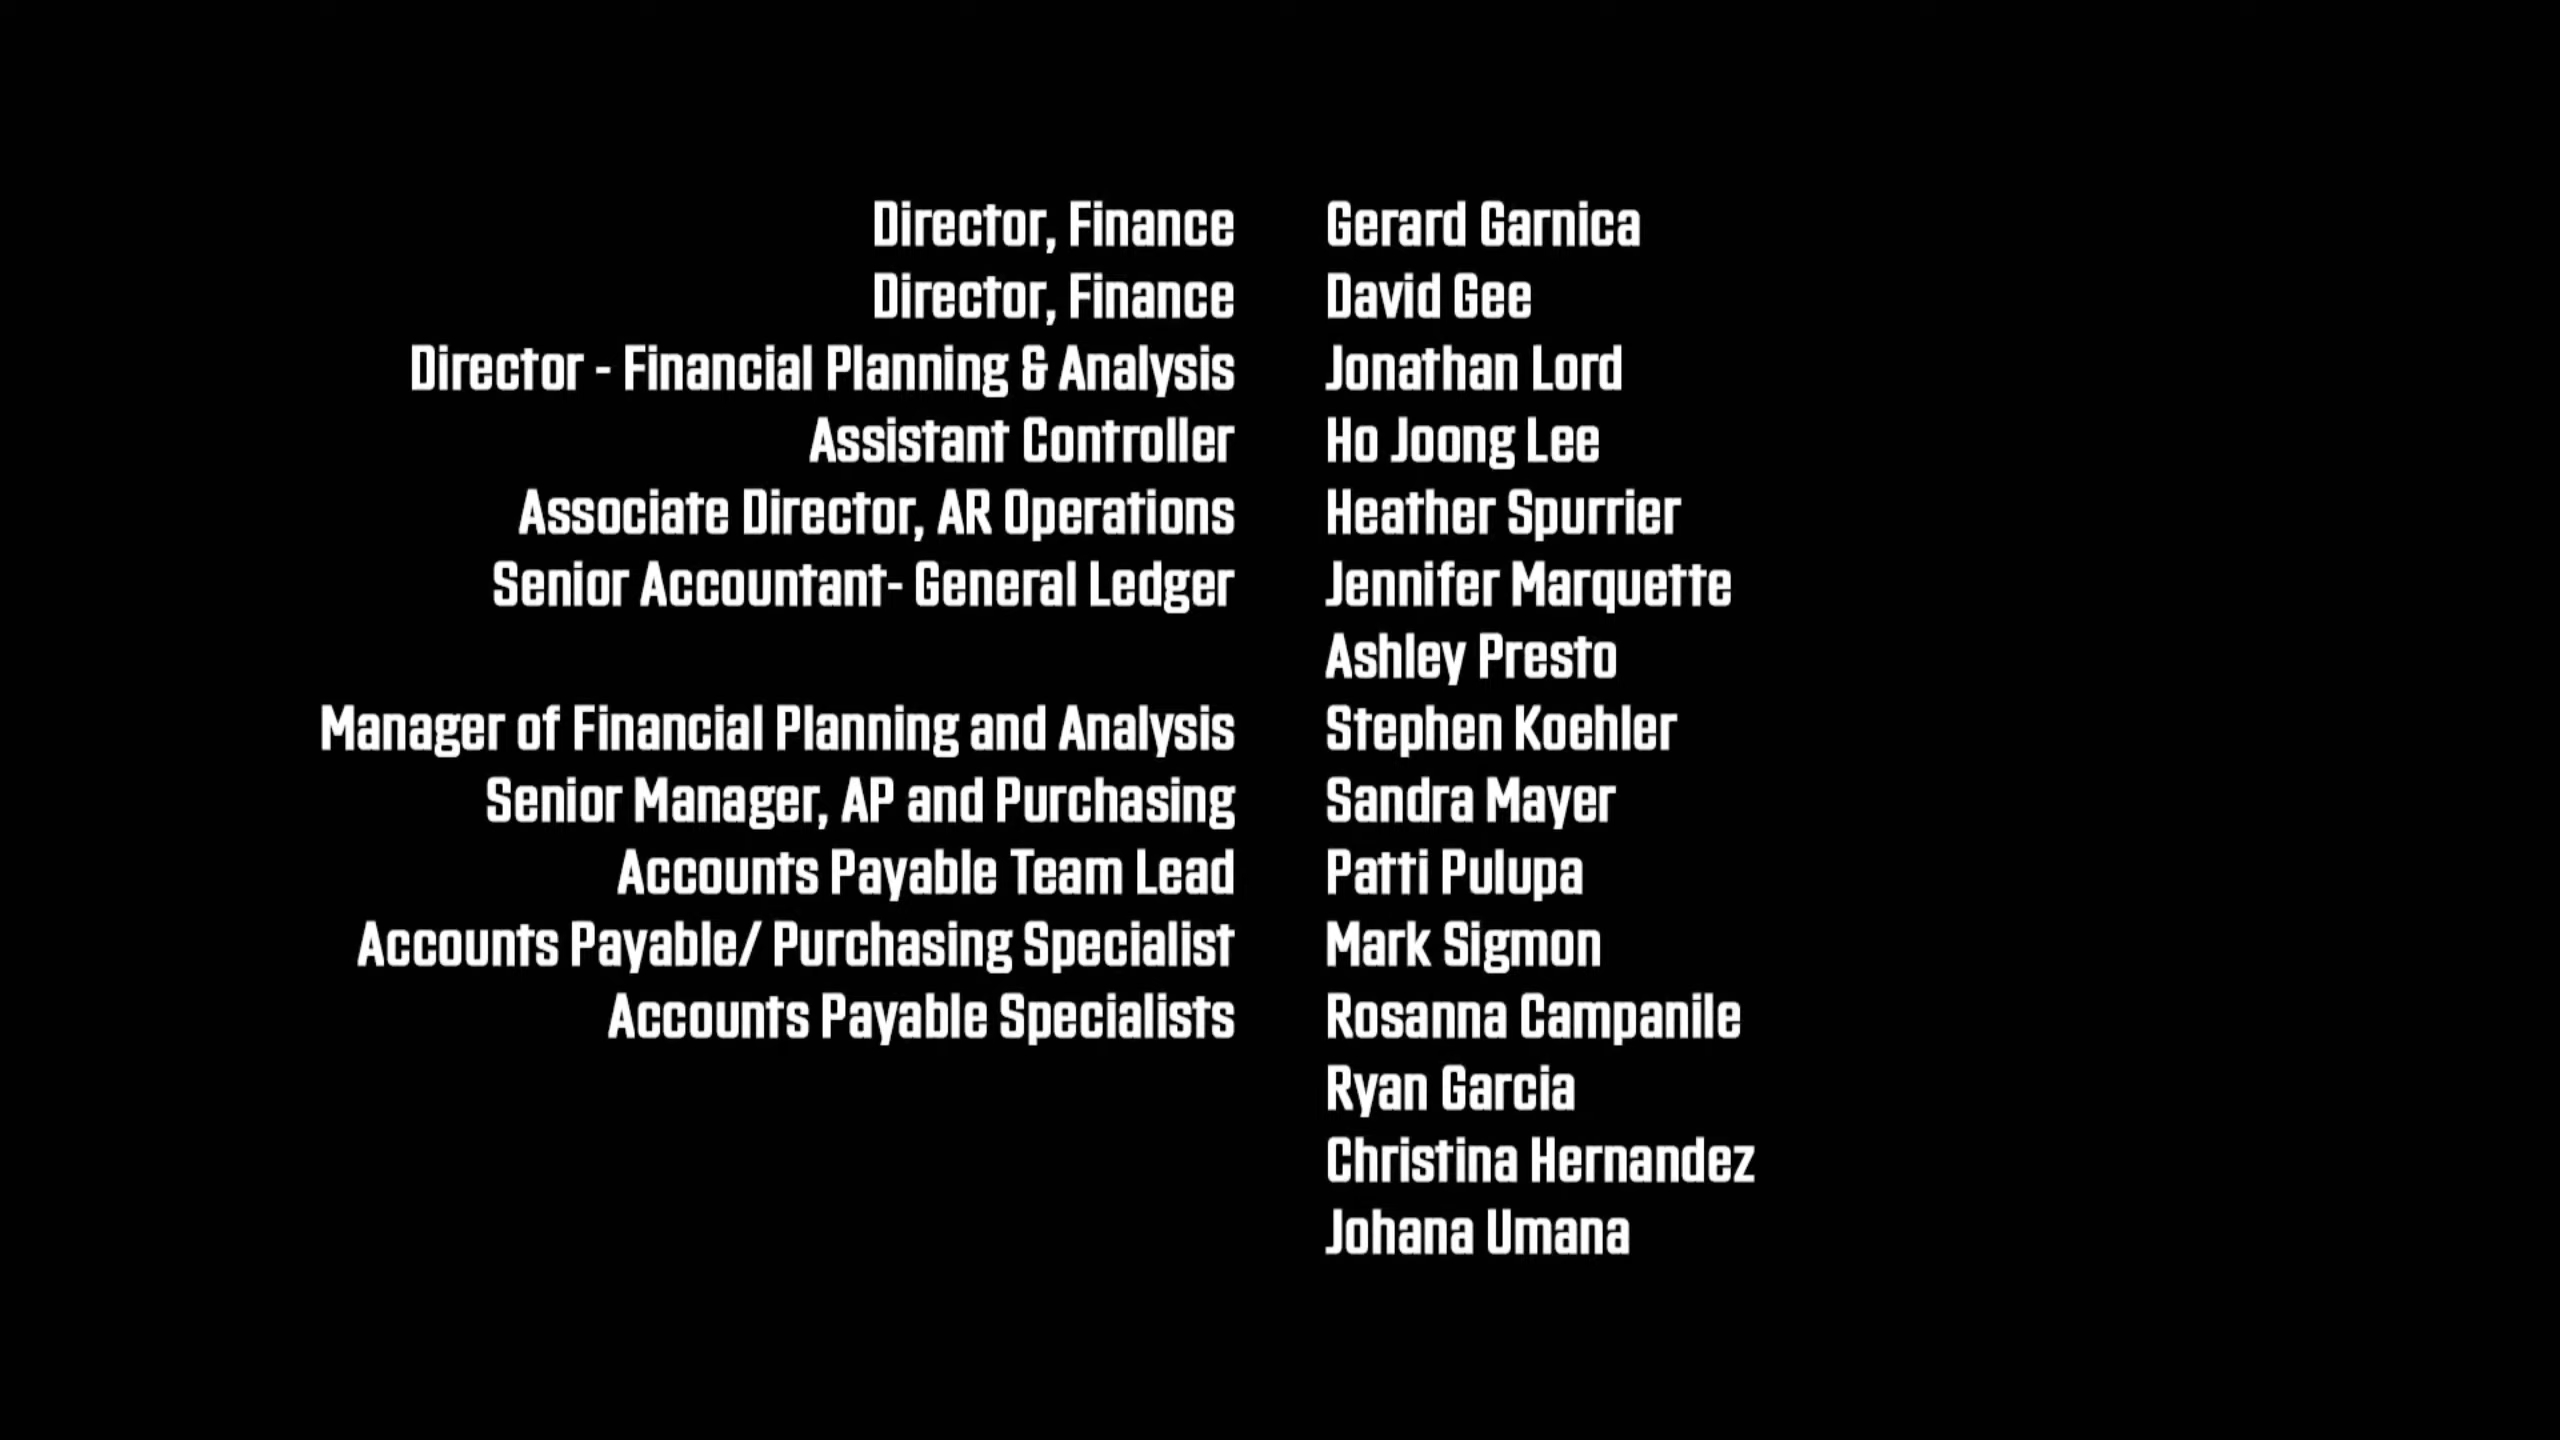 Director, Finance Gerard Garnica
Director, Finance David Gee
Director - Financial Planning & Analysis Jonathan Lord
Assistant Controller Ho Joong Lee
Associate Director, AR Operations Heather Spurrier
Senior Accountant- General Ledger Jennifer Marquette
Ashley Presto
Manager of Financial Planning and Analysis Stephen Koehler
Senior Manager, AP and Purchasing Sandra Mayer
Accounts Payable Team Lead Patti Pulupa
Accounts Payable/ Purchasing Specialist Mark Sigmon
Accounts Payable Specialists Rosanna Campanile
Ryan Garcia
Christina Hernandez
Johana Umana